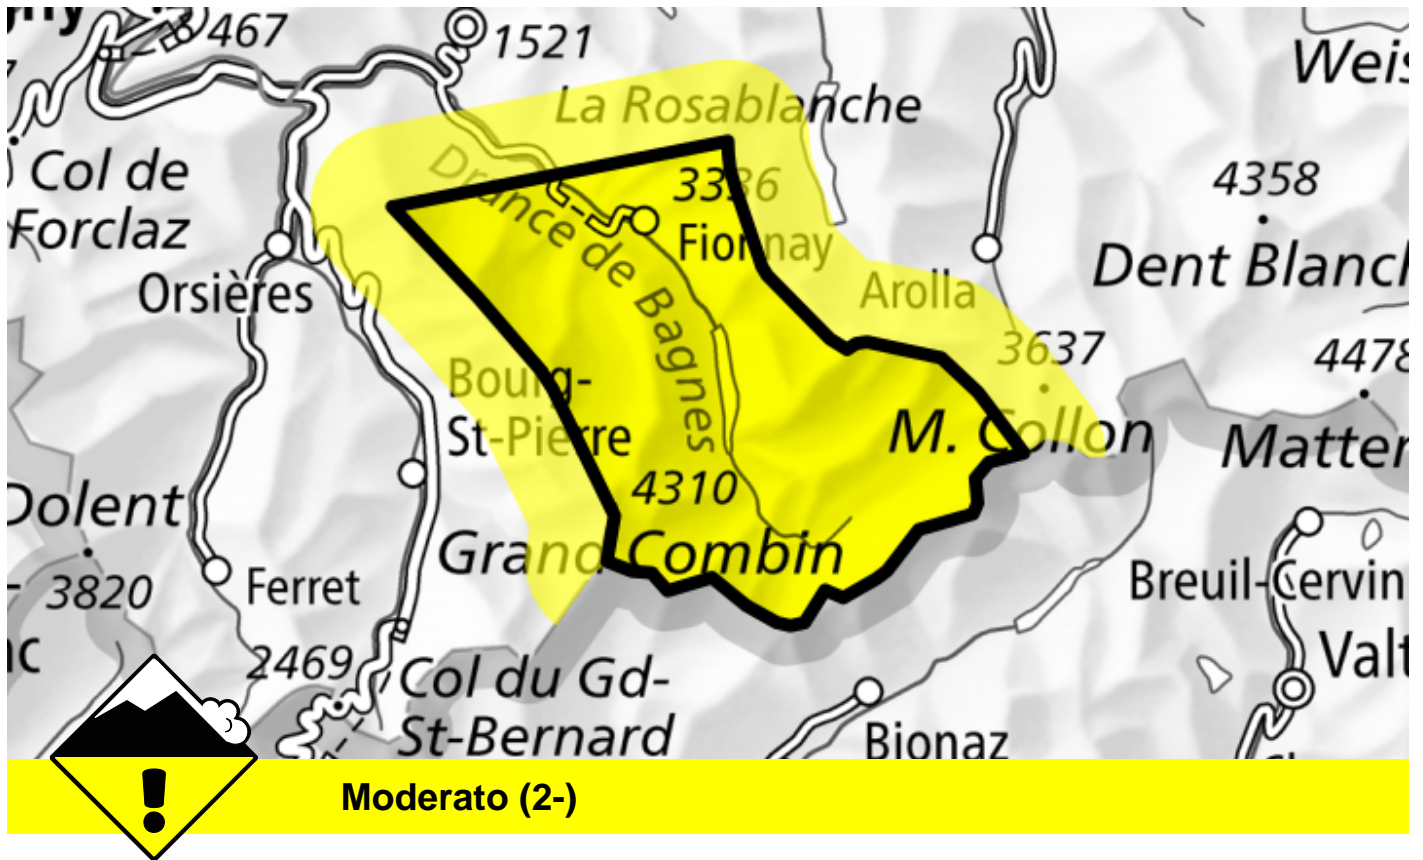 467
1521
La Rosablanche
Col de
Forclaz
3336
Fionnay
Drance de Bagnes
4358
Dent Blanch
Orsières
Arolla
3637
4478
Bourg-
St-Pierre
M. Collon
Matter
4310
Dolent
Grand Combin
3820
Ferret
Breuil-Cervin
2469
Col du Gd-
St-Bernard
Bionaz
Valt
Moderato (2-)